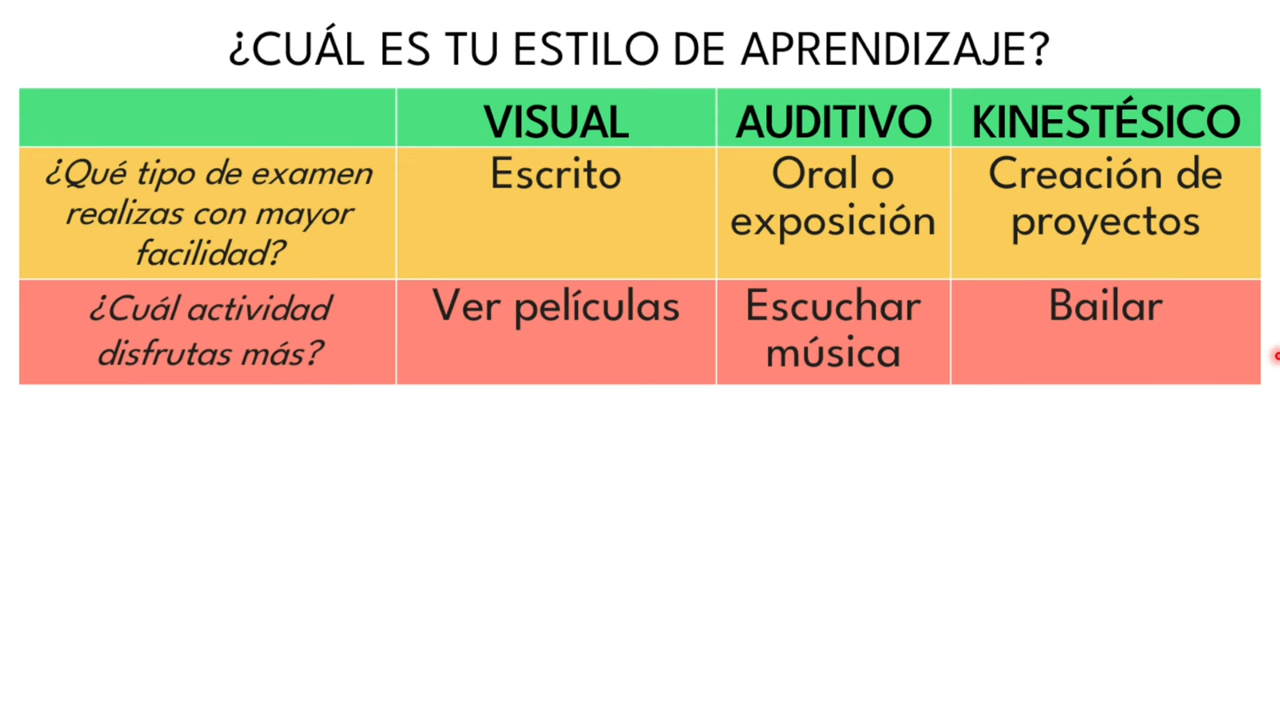 ¿CUÁL ES TU ESTILO DE APRENDIZAJE?
VISUAL AUDITIVO KINESTÉSICO
¿Qué tipo de examen
realizas con mayor
facilidad?
Escrito
Oral o
exposición
Creación de
proyectos
¿Cuál actividad
disfrutas más?
Ver películas
Escuchar
música
Bailar